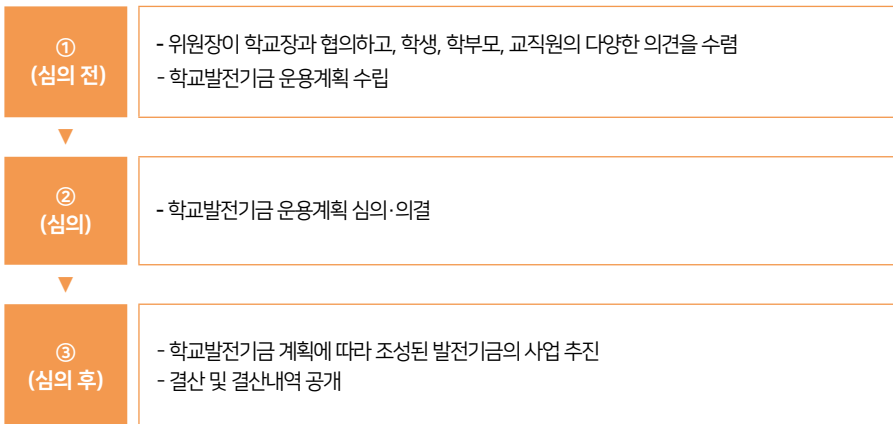 ①
(심의 전)
- 위원장이 학교장과 협의하고, 학생, 학부모, 교직원의 다양한 의견을 수렴
- 학교발전기금 운용계획 수립
▼
②
(심의)
- 학교발전기금 운용계획 심의·의결
▼
③
(심의 후)
- 학교발전기금 계획에 따라 조성된 발전기금의 사업 추진
- 결산 및 결산내역 공개